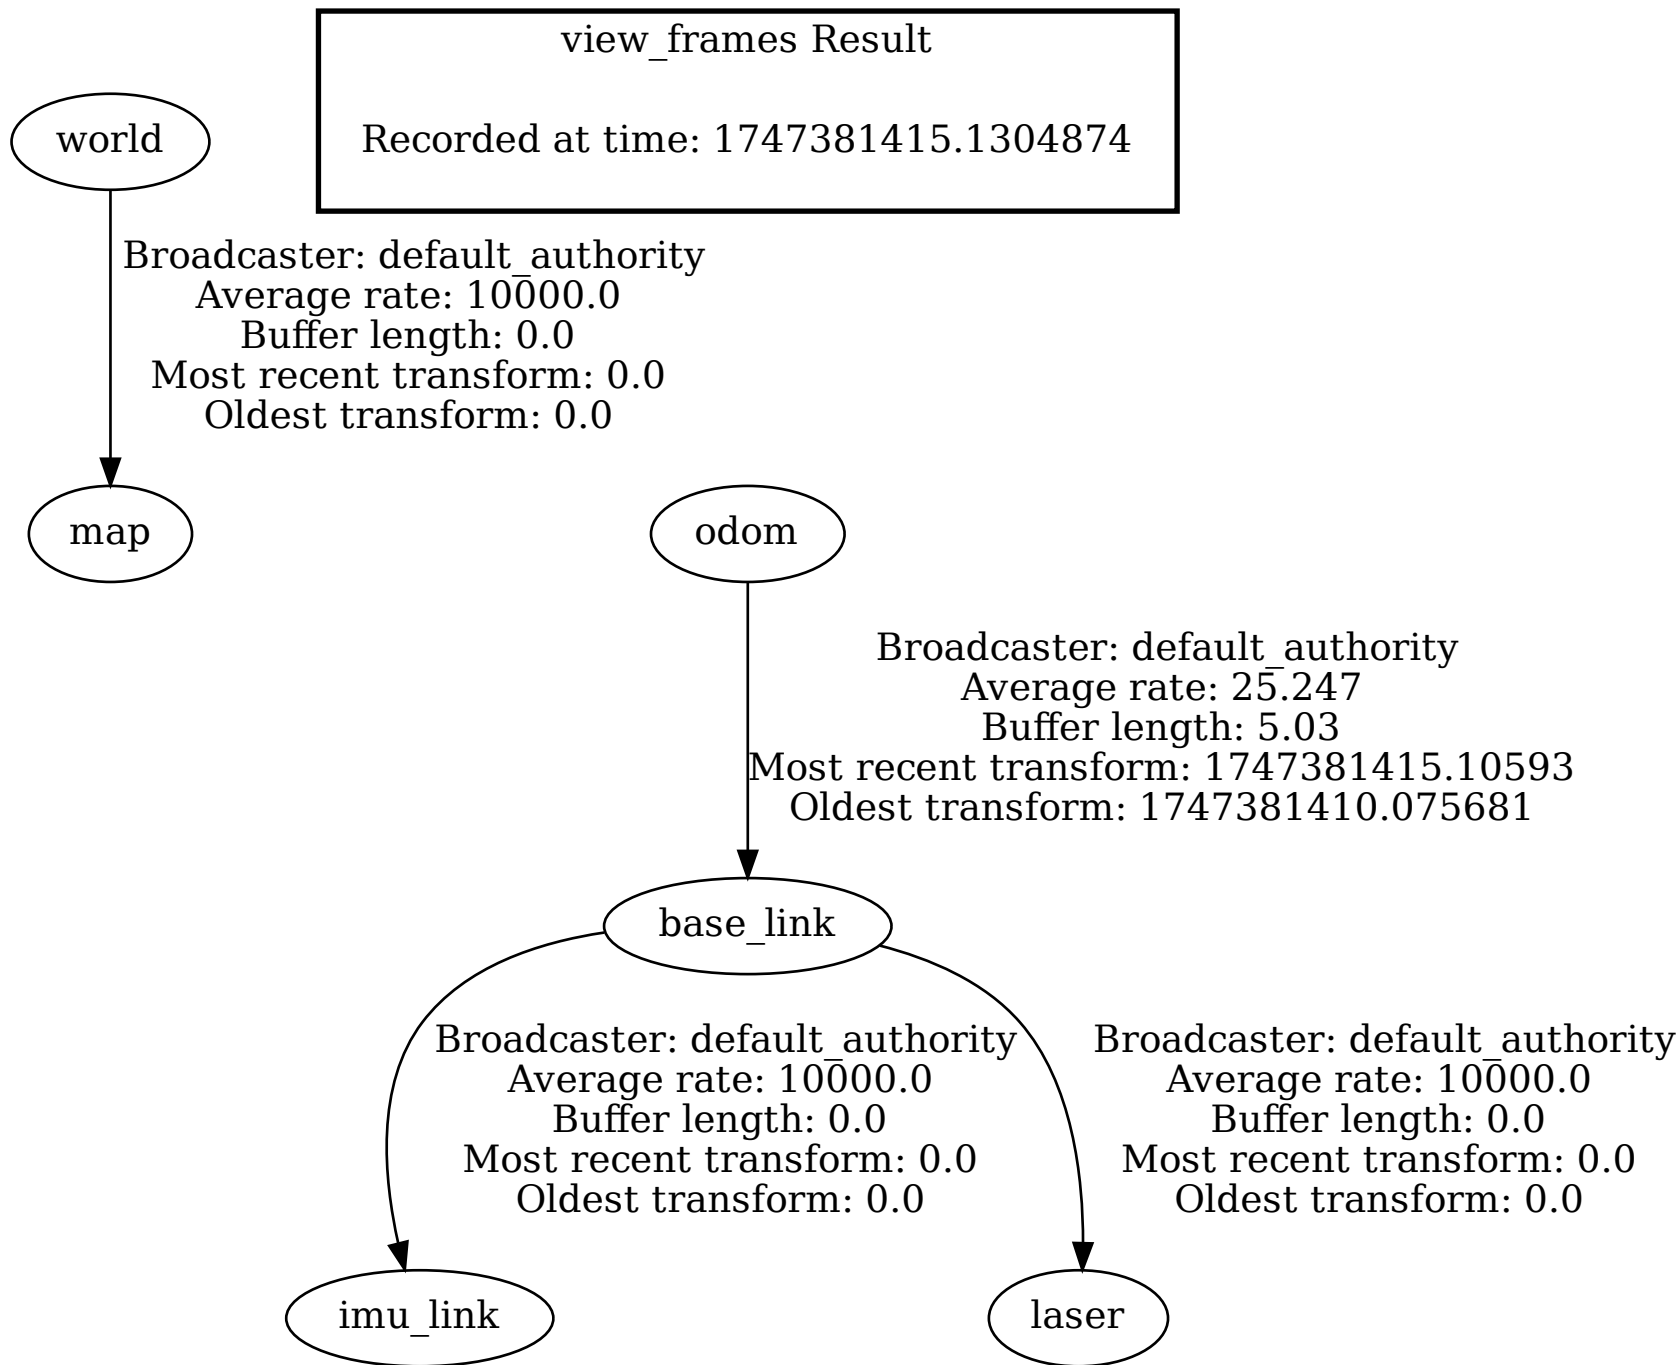 view_frames Result
Recorded at time: 1747381415.1304874
world
Broadcaster: default_authority
Average rate: 10000.0
Buffer length: 0.0
Most recent transform: 0.0
Oldest transform: 0.0
map
odom
Broadcaster: default_authority
Average rate: 25.247
Buffer length: 5.03
Most recent transform: 1747381415.10593
Oldest transform: 1747381410.075681
base_link
Broadcaster: default_authority
Average rate: 10000.0
Buffer length: 0.0
Most recent transform: 0.0
Oldest transform: 0.0
Broadcaster: default_authority
Average rate: 10000.0
Buffer length: 0.0
Most recent transform: 0.0
Oldest transform: 0.0
imu_link
laser